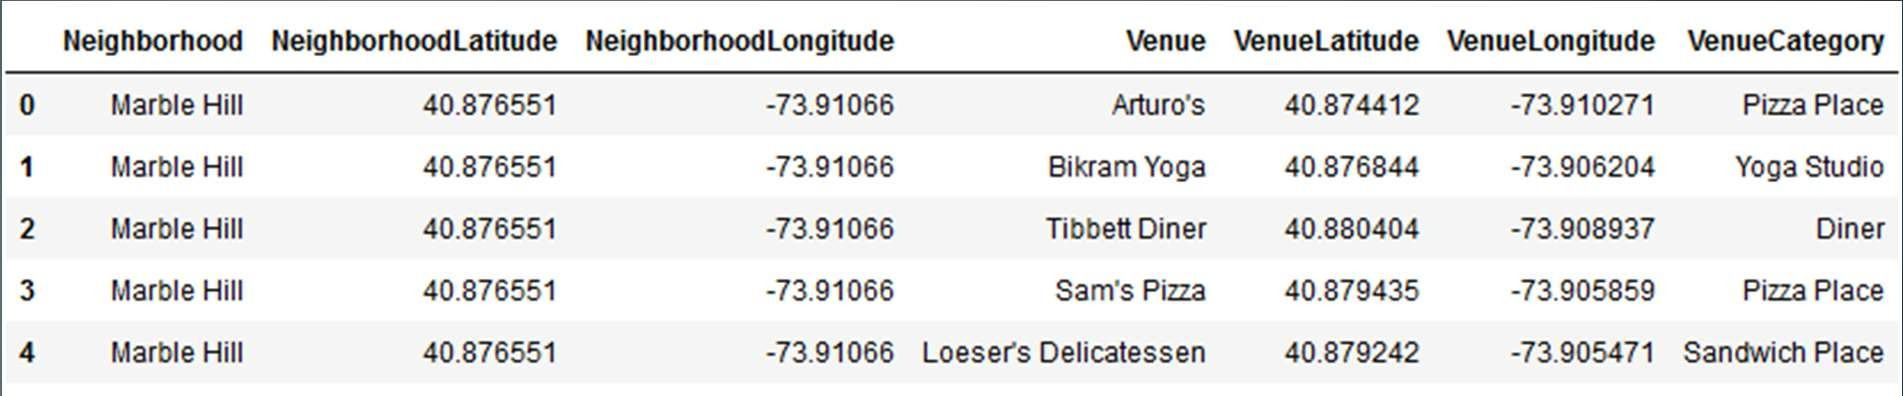 Neighborhood NeighborhoodLatitude NeighborhoodLongitude Venue VenueLatitude VenueLongitude VenueCategory
0 Marble Hill 40.876551 -73.91066 Arturo's 40.874412 -73.910271 Pizza Place
1 Marble Hill 40.876551 -73.91066 Bikram Yoga 40.876844 -73.906204 Yoga Studio
2 Marble Hill 40.876551 -73.91066 Tibbett Diner 40.880404 -73.908937 Diner
3 Marble Hill 40.876551 -73.91066 Sam's Pizza 40.879435 -73.905859 Pizza Place
4 Marble Hill 40.876551 -73.91066 Loeser's Delicatessen 40.879242 -73.905471 Sandwich Place